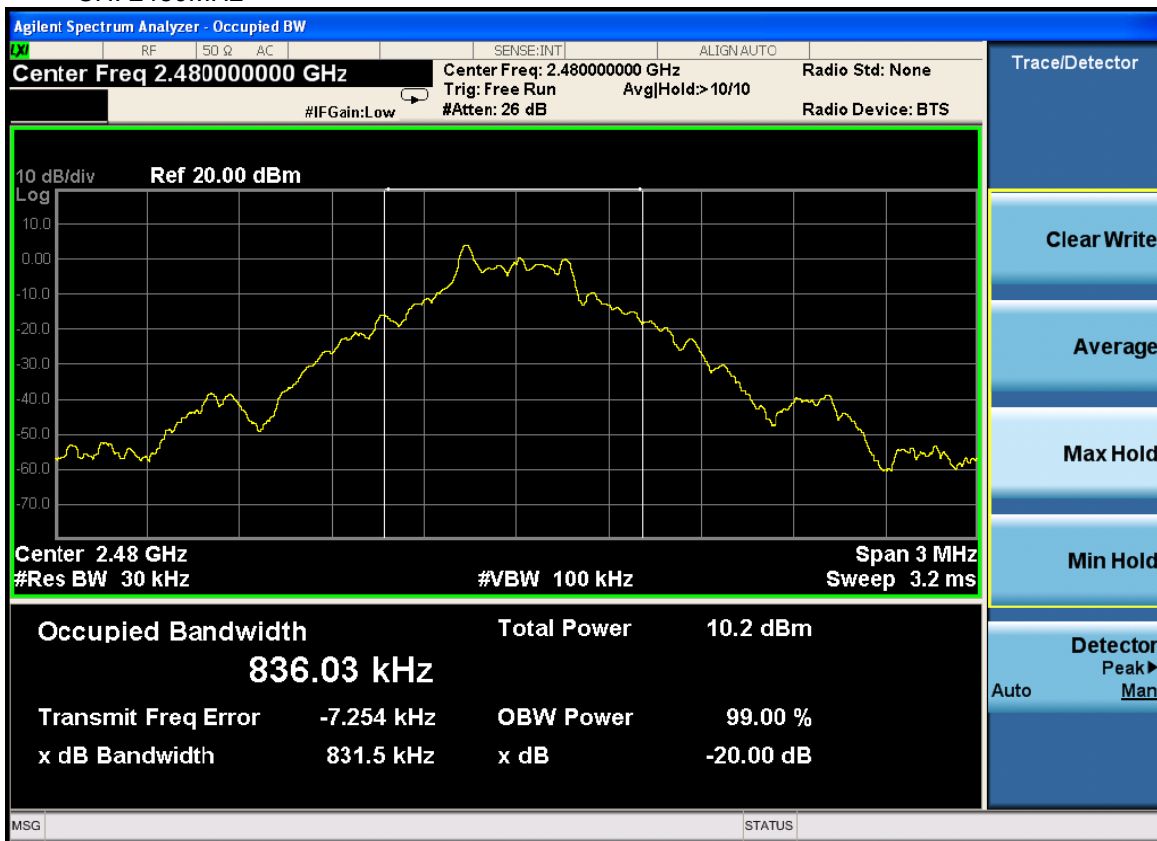 Agilent Spectrum Analyzer - Occupied BW
LXI RF 50 Ω AC SENSE:INT ALIGN AUTO
Center Freq 2.480000000 GHz
#IFGain:Low
Center Freq: 2.480000000 GHz
Trig: Free Run Avg|Hold:>10/10
#Atten: 26 dB
Radio Std: None
Radio Device: BTS
10 dB/div Ref 20.00 dBm
Log
10.0
0.00
-10.0
-20.0
-30.0
-40.0
-50.0
-60.0
-70.0
Center 2.48 GHz Span 3 MHz
#Res BW 30 kHz #VBW 100 kHz Sweep 3.2 ms
Occupied Bandwidth Total Power 10.2 dBm
836.03 kHz
Transmit Freq Error -7.254 kHz OBW Power 99.00 %
x dB Bandwidth 831.5 kHz x dB -20.00 dB
MSG STATUS
Trace/Detector
Clear Write
Average
Max Hold
Min Hold
Detector
Peak▶
Auto Man